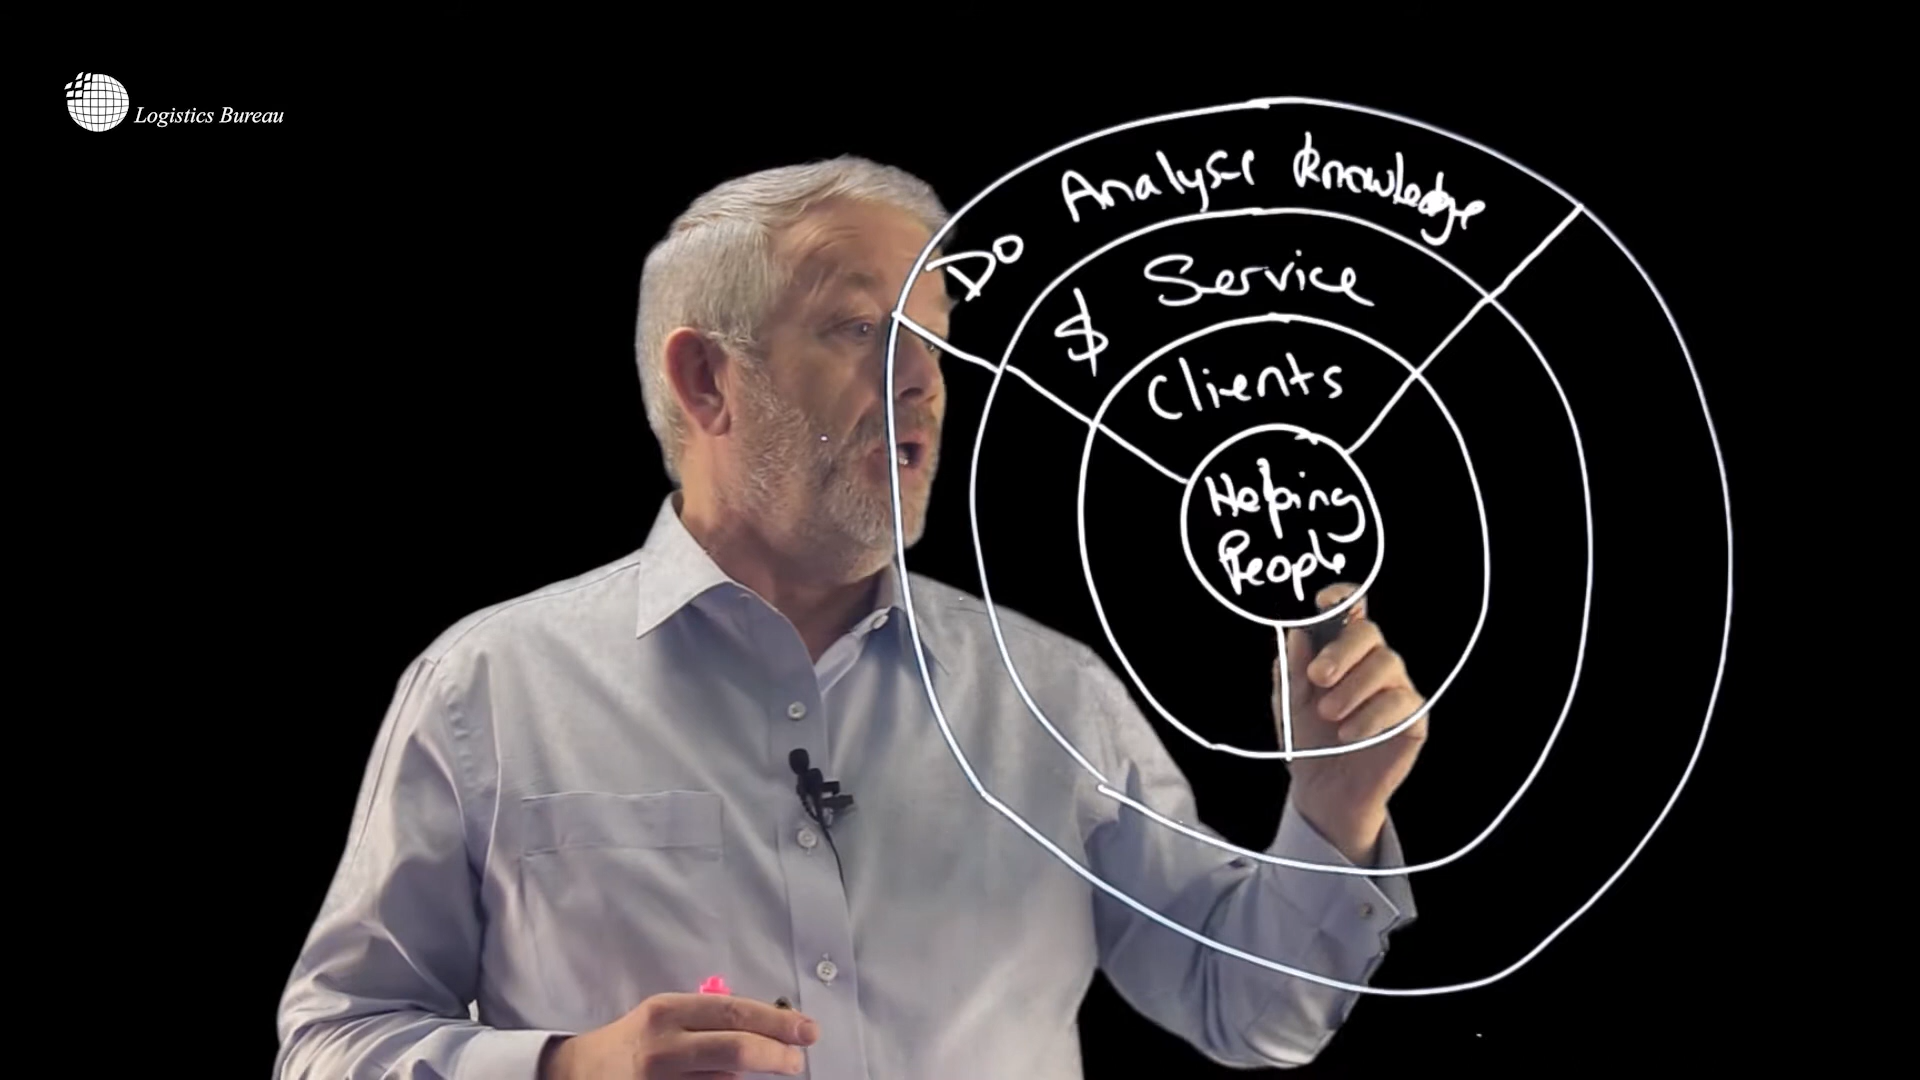 Logistics Bureau
Do Analyse Knowledge
$ Service
Clients
Helping
People